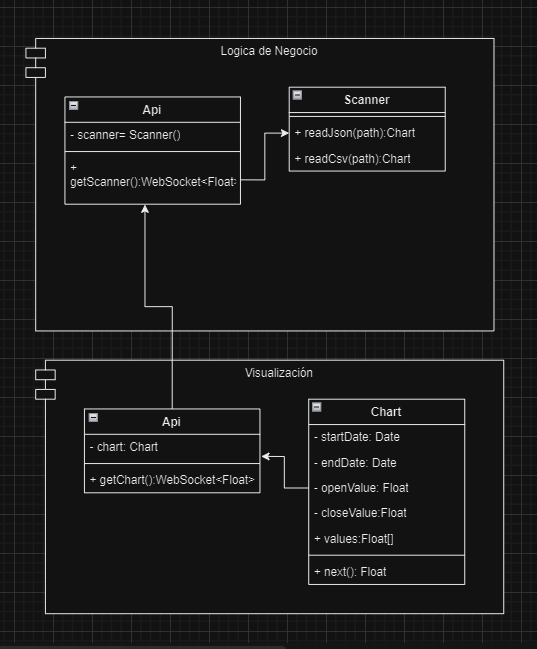 Logica de Negocio
Api
- scanner= Scanner()
+
getScanner():WebSocket<Float>
Scanner
+ readJson(path):Chart
+ readCsv(path):Chart
Visualización
Api
- chart: Chart
+ getChart():WebSocket<Float>
Chart
- startDate: Date
- endDate: Date
- openValue: Float
- closeValue:Float
+ values:Float[]
+ next(): Float